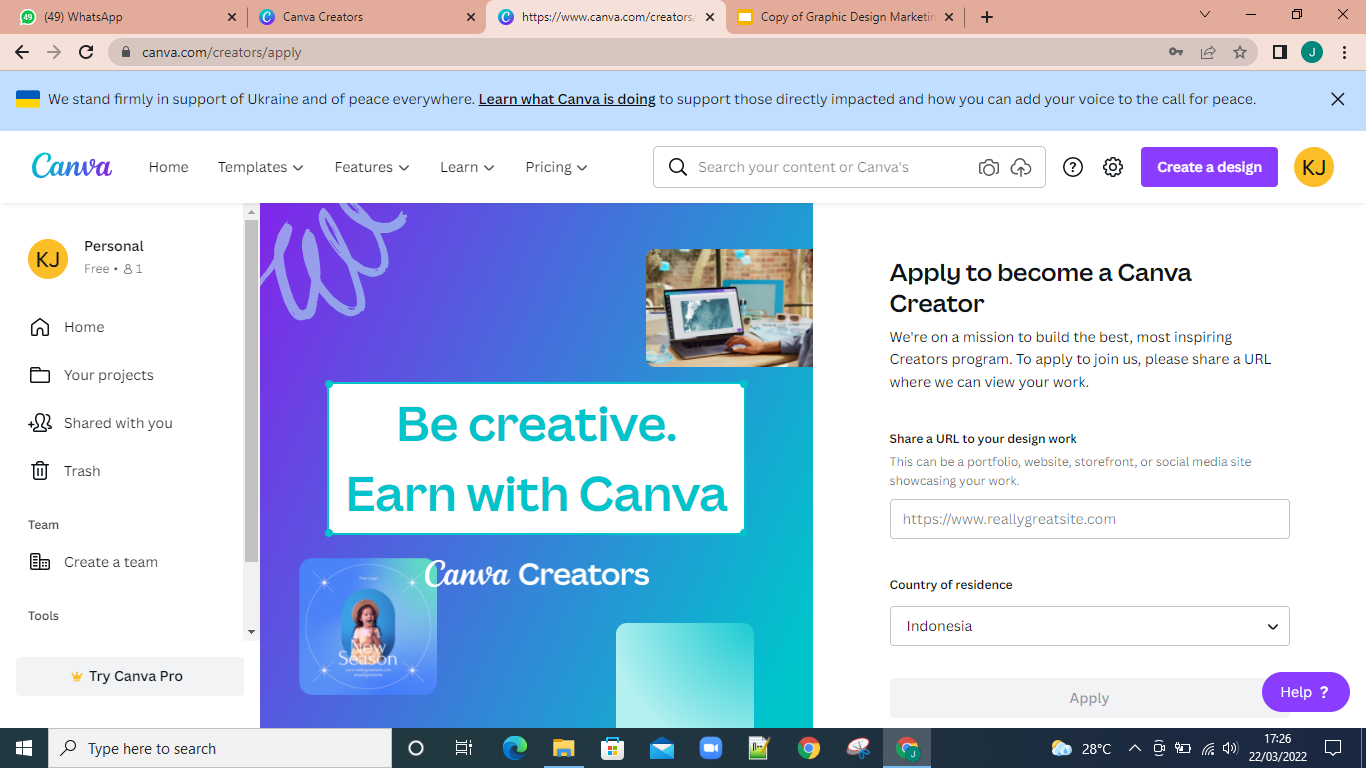 (49) WhatsApp
Canva Creators
https://www.canva.com/creators/
Copy of Graphic Design Marketin
canva.com/creators/apply
J
We stand firmly in support of Ukraine and of peace everywhere. Learn what Canva is doing to support those directly impacted and how you can add your voice to the call for peace.
Canva
Home
Templates
Features
Learn
Pricing
Search your content or Canva's
Create a design
KJ
KJ
Personal
Free • 1
Home
Your projects
Shared with you
Trash
Team
Create a team
Tools
Try Canva Pro
Be creative.
Earn with Canva
Canva Creators
New
Season
Apply to become a Canva
Creator
We're on a mission to build the best, most inspiring
Creators program. To apply to join us, please share a URL
where we can view your work.
Share a URL to your design work
This can be a portfolio, website, storefront, or social media site
showcasing your work.
https://www.reallygreatsite.com
Country of residence
Indonesia
Apply
Help ?
Type here to search
28°C
17:26
22/03/2022